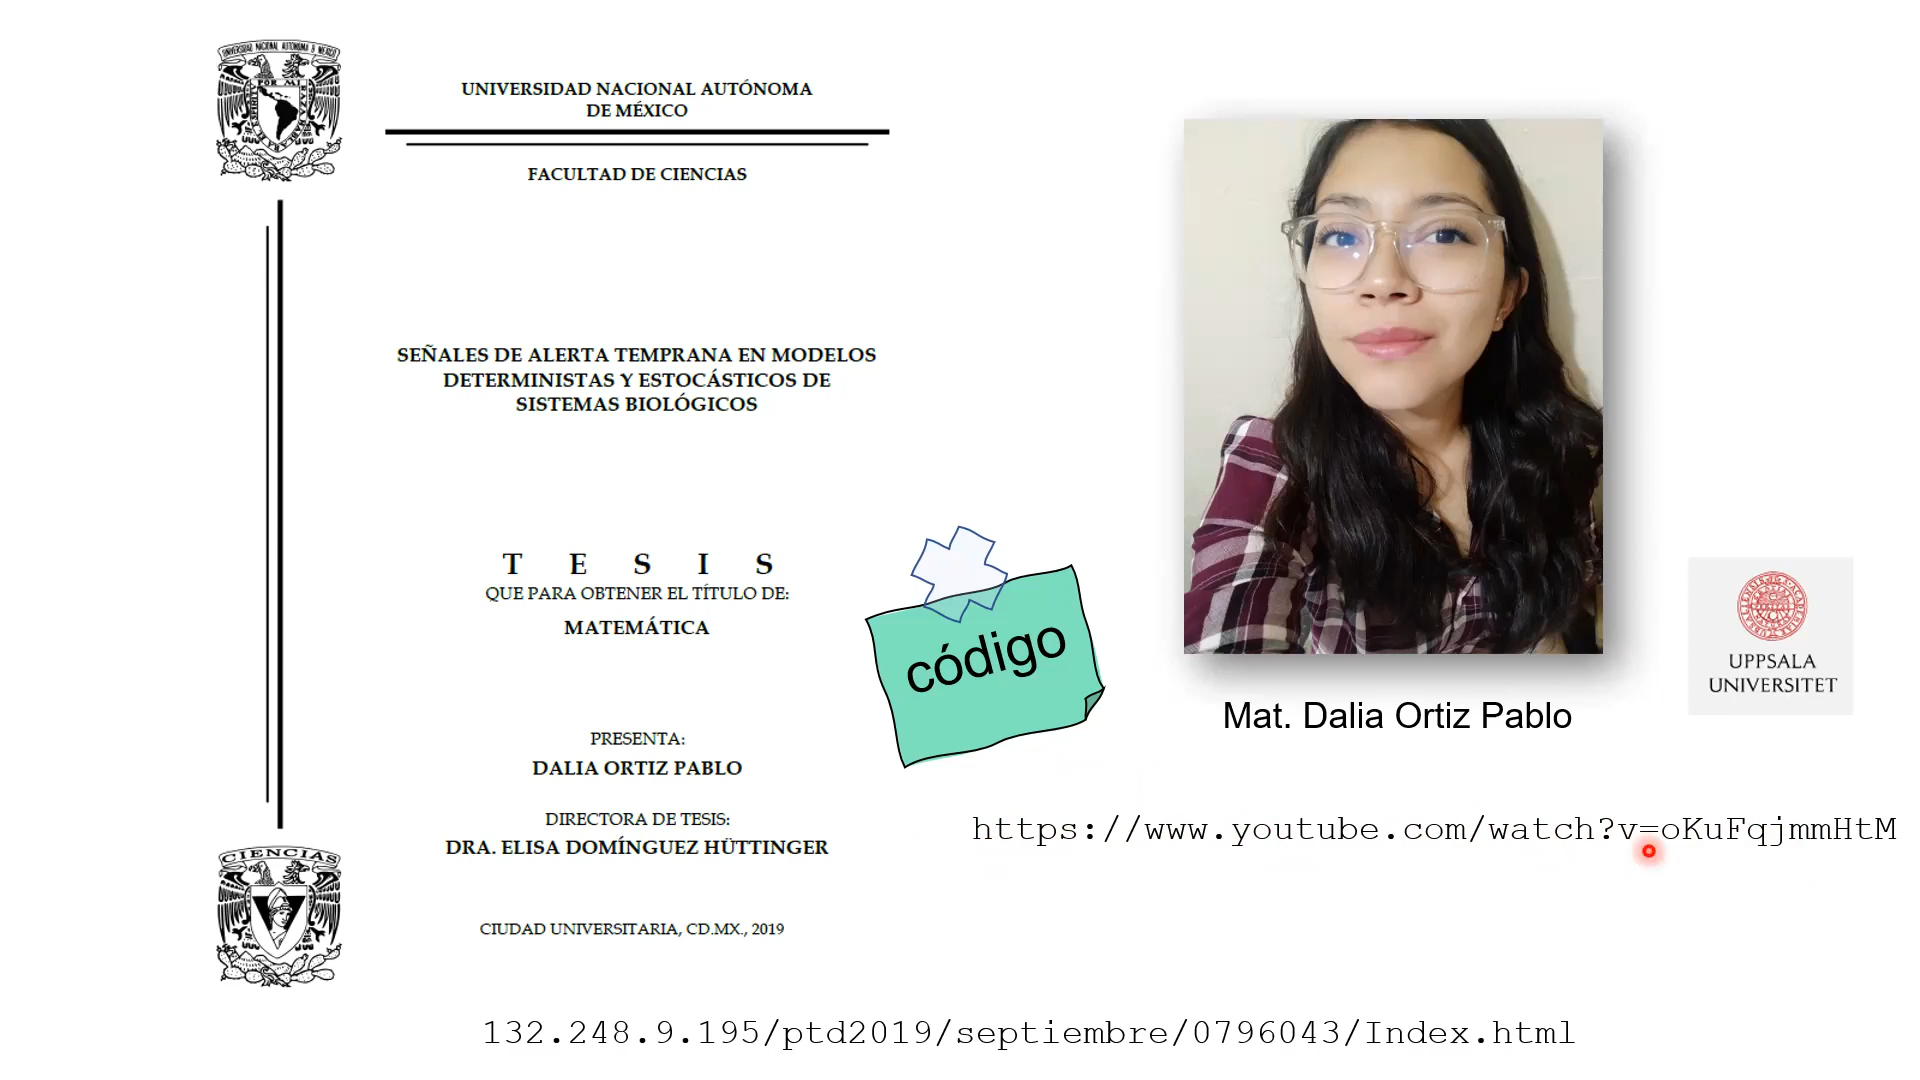 UNIVERSIDAD NACIONAL AUTÓNOMA
DE MÉXICO
FACULTAD DE CIENCIAS
SEÑALES DE ALERTA TEMPRANA EN MODELOS
DETERMINISTAS Y ESTOCÁSTICOS DE
SISTEMAS BIOLÓGICOS
T E S I S
QUE PARA OBTENER EL TÍTULO DE:
MATEMÁTICA
PRESENTA:
DALIA ORTIZ PABLO
DIRECTORA DE TESIS:
DRA. ELISA DOMÍNGUEZ HÜTTINGER
CIENCIAS
CIUDAD UNIVERSITARIA, CD.MX., 2019
código
Mat. Dalia Ortiz Pablo
UPPSALA
UNIVERSITET
https://www.youtube.com/watch?v=oKuFqjmmHtM
132.248.9.195/ptd2019/septiembre/0796043/Index.html